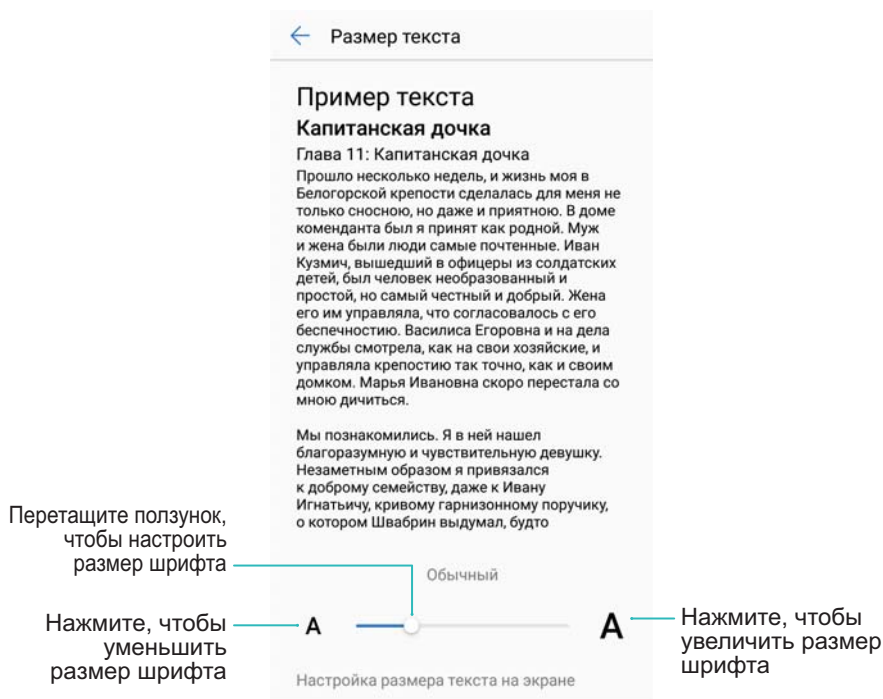 Размер текста
Пример текста
Капитанская дочка
Глава 11: Капитанская дочка
Прошло несколько недель, и жизнь моя в
Белогорской крепости сделалась для меня не
только сносною, но даже и приятною. В доме
коменданта был я принят как родной. Муж
и жена были люди самые почтенные. Иван
Кузмич, вышедший в офицеры из солдатских
детей, был человек необразованный и
простой, но самый честный и добрый. Жена
его им управляла, что согласовалось с его
беспечностию. Василиса Егоровна и на дела
службы смотрела, как на свои хозяйские, и
управляла крепостию так точно, как и своим
домком. Марья Ивановна скоро перестала со
мною дичиться.
Мы познакомились. Я в ней нашел
благоразумную и чувствительную девушку.
Незаметным образом я привязался
к доброму семейству, даже к Ивану
Игнатьичу, кривому гарнизонному поручику,
о котором Швабрин выдумал, будто
Перетащите ползунок,
чтобы настроить
размер шрифта
Обычный
Нажмите, чтобы
уменьшить
размер шрифта
A
A
Нажмите, чтобы
увеличить размер
шрифта
Настройка размера текста на экране